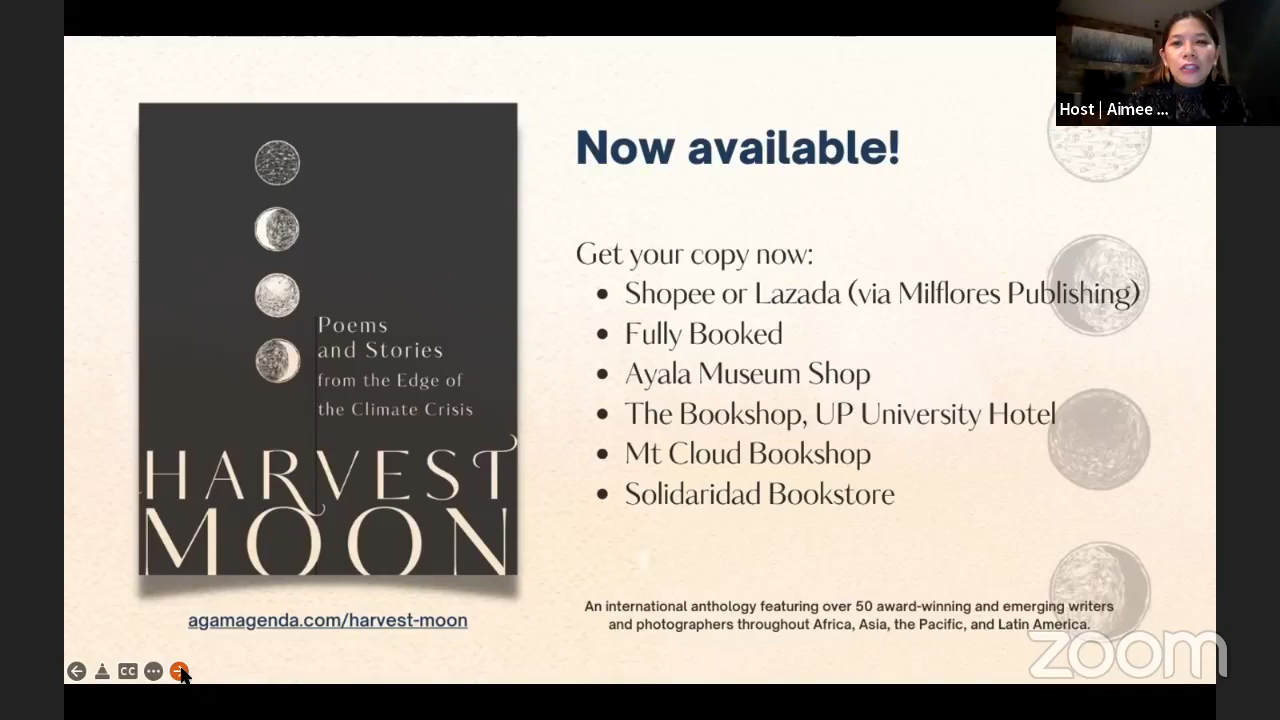 Host | Aimee ...
Now available!
Get your copy now:
• Shopee or Lazada (via Milflores Publishing)
• Fully Booked
• Ayala Museum Shop
• The Bookshop, UP University Hotel
• Mt Cloud Bookshop
• Solidaridad Bookstore
Poems
and Stories
from the Edge of
the Climate Crisis
HARVEST
MOON
agamagenda.com/harvest-moon
An international anthology featuring over 50 award-winning and emerging writers
and photographers throughout Africa, Asia, the Pacific, and Latin America.
CC
zoom